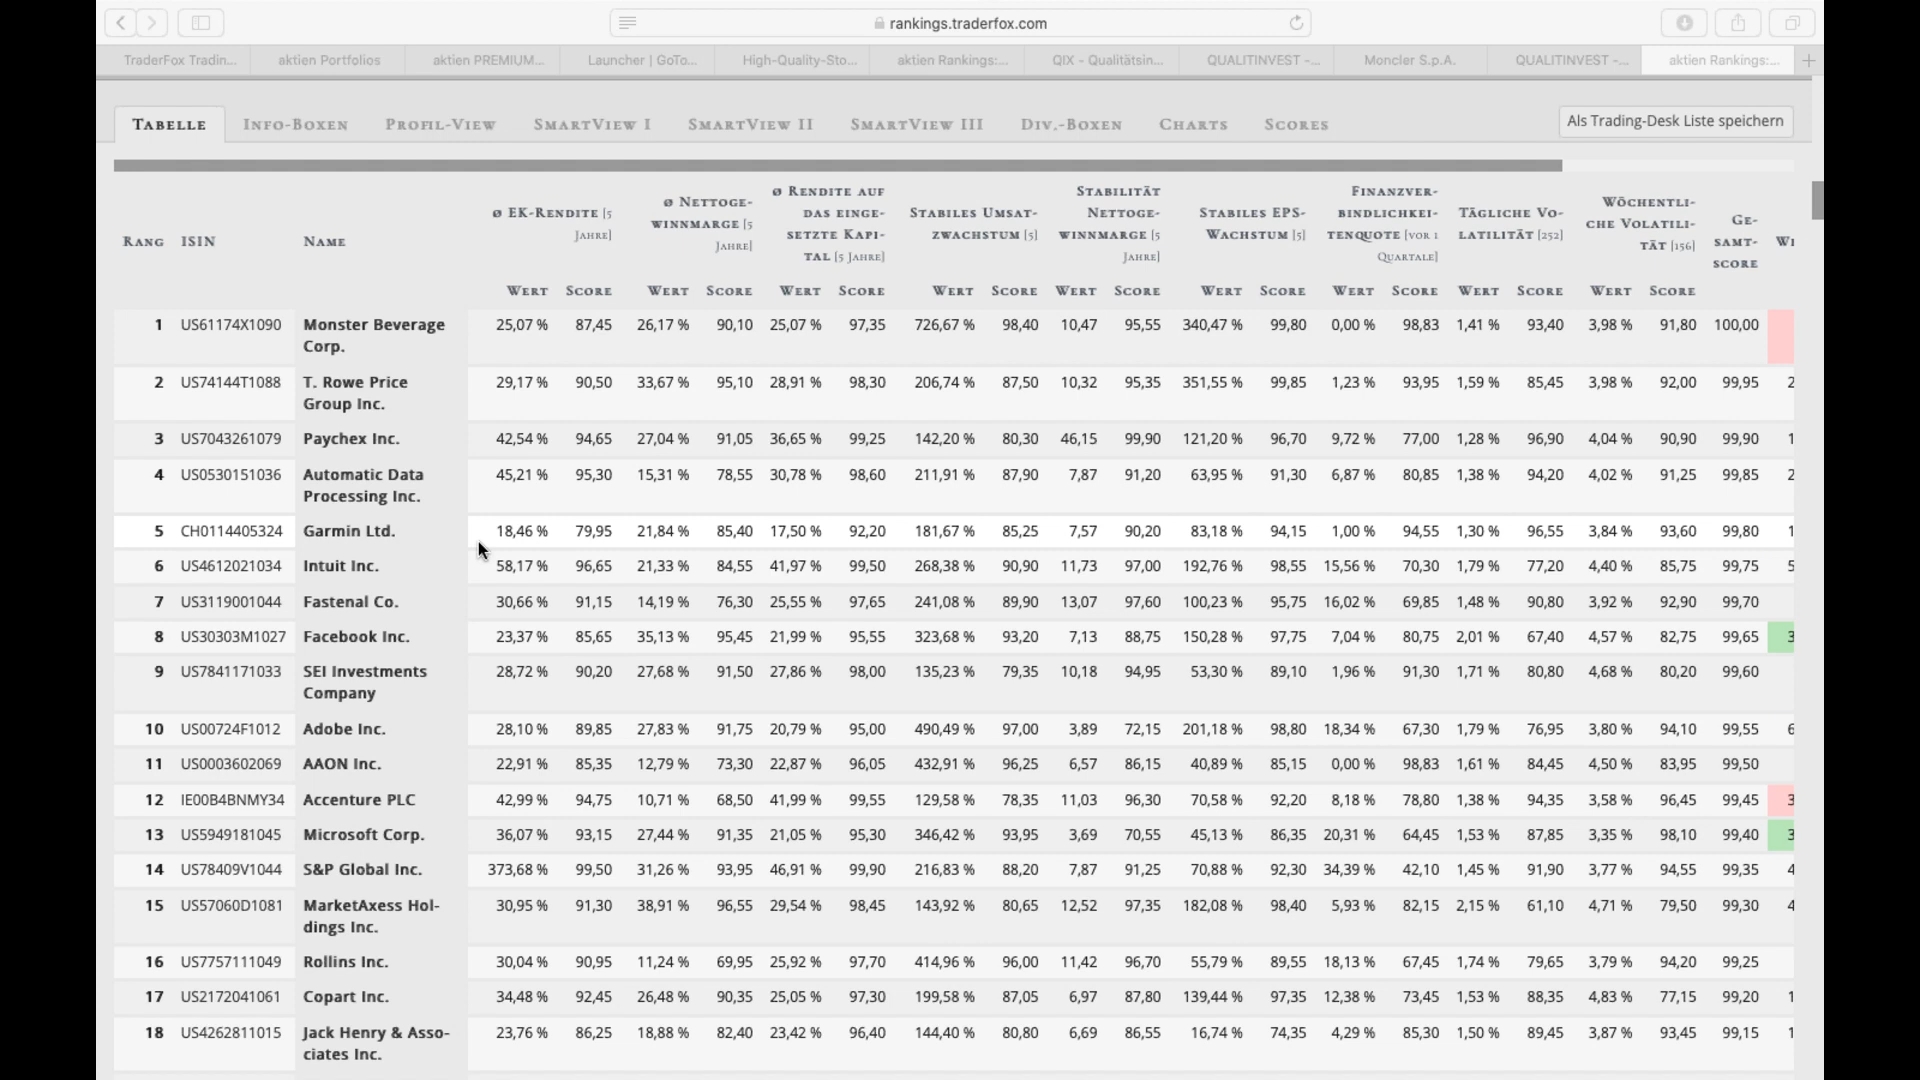 rankings.traderfox.com
TraderFox Tradin... aktien Portfolios aktien PREMIUM... Launcher | GoTo... High-Quality-Sto... aktien Rankings:... QIX - Qualitätsin... QUALITINVEST -... Moncler S.p.A. QUALITINVEST -... aktien Rankings:...
Tabelle Info-Boxen Profil-View SmartView I SmartView II SmartView III Div.-Boxen Charts Scores Als Trading-Desk Liste speichern
Rang ISIN Name
ø EK-Rendite [5
Jahre]
ø Nettoge-
winnmarge [5
Jahre]
ø Rendite auf
das einge-
setzte Kapi-
tal [5 Jahre]
Stabiles Umsat-
zwachstum [5]
Stabilität
Nettoge-
winnmarge [5
Jahre]
Stabiles EPS-
Wachstum [5]
Finanzver-
bindlichkei-
tenquote [vor 1
Quartale]
Tägliche Vo-
latilität [252]
Wöchentli-
che Volatili-
tät [156]
Ge-
samt-
score
Wert Score Wert Score Wert Score Wert Score Wert Score Wert Score Wert Score Wert Score Wert Score
1 US61174X1090 Monster Beverage 25,07 % 87,45 26,17 % 90,10 25,07 % 97,35 726,67 % 98,40 10,47 95,55 340,47 % 99,80 0,00 % 98,83 1,41 % 93,40 3,98 % 91,80 100,00
Corp.
2 US74144T1088 T. Rowe Price 29,17 % 90,50 33,67 % 95,10 28,91 % 98,30 206,74 % 87,50 10,32 95,35 351,55 % 99,85 1,23 % 93,95 1,59 % 85,45 3,98 % 92,00 99,95 2
Group Inc.
3 US7043261079 Paychex Inc. 42,54 % 94,65 27,04 % 91,05 36,65 % 99,25 142,20 % 80,30 46,15 99,90 121,20 % 96,70 9,72 % 77,00 1,28 % 96,90 4,04 % 90,90 99,90 1
4 US0530151036 Automatic Data 45,21 % 95,30 15,31 % 78,55 30,78 % 98,60 211,91 % 87,90 7,87 91,20 63,95 % 91,30 6,87 % 80,85 1,38 % 94,20 4,02 % 91,25 99,85 2
Processing Inc.
5 CH0114405324 Garmin Ltd. 18,46 % 79,95 21,84 % 85,40 17,50 % 92,20 181,67 % 85,25 7,57 90,20 83,18 % 94,15 1,00 % 94,55 1,30 % 96,55 3,84 % 93,60 99,80 1
6 US4612021034 Intuit Inc. 58,17 % 96,65 21,33 % 84,55 41,97 % 99,50 268,38 % 90,90 11,73 97,00 192,76 % 98,55 15,56 % 70,30 1,79 % 77,20 4,40 % 85,75 99,75 5
7 US3119001044 Fastenal Co. 30,66 % 91,15 14,19 % 76,30 25,55 % 97,65 241,08 % 89,90 13,07 97,60 100,23 % 95,75 16,02 % 69,85 1,48 % 90,80 3,92 % 92,90 99,70
8 US30303M1027 Facebook Inc. 23,37 % 85,65 35,13 % 95,45 21,99 % 95,55 323,68 % 93,20 7,13 88,75 150,28 % 97,75 7,04 % 80,75 2,01 % 67,40 4,57 % 82,75 99,65 3
9 US7841171033 SEI Investments 28,72 % 90,20 27,68 % 91,50 27,86 % 98,00 135,23 % 79,35 10,18 94,95 53,30 % 89,10 1,96 % 91,30 1,71 % 80,80 4,68 % 80,20 99,60
Company
10 US00724F1012 Adobe Inc. 28,10 % 89,85 27,83 % 91,75 20,79 % 95,00 490,49 % 97,00 3,89 72,15 201,18 % 98,80 18,34 % 67,30 1,79 % 76,95 3,80 % 94,10 99,55 6
11 US0003602069 AAON Inc. 22,91 % 85,35 12,79 % 73,30 22,87 % 96,05 432,91 % 96,25 6,57 86,15 40,89 % 85,15 0,00 % 98,83 1,61 % 84,45 4,50 % 83,95 99,50
12 IE00B4BNMY34 Accenture PLC 42,99 % 94,75 10,71 % 68,50 41,99 % 99,55 129,58 % 78,35 11,03 96,30 70,58 % 92,20 8,18 % 78,80 1,38 % 94,35 3,58 % 96,45 99,45 3
13 US5949181045 Microsoft Corp. 36,07 % 93,15 27,44 % 91,35 21,05 % 95,30 346,42 % 93,95 3,69 70,55 45,13 % 86,35 20,31 % 64,45 1,53 % 87,85 3,35 % 98,10 99,40 3
14 US78409V1044 S&P Global Inc. 373,68 % 99,50 31,26 % 93,95 46,91 % 99,90 216,83 % 88,20 7,87 91,25 70,88 % 92,30 34,39 % 42,10 1,45 % 91,90 3,77 % 94,55 99,35 4
15 US57060D1081 MarketAxess Hol- 30,95 % 91,30 38,91 % 96,55 29,54 % 98,45 143,92 % 80,65 12,52 97,35 182,08 % 98,40 5,93 % 82,15 2,15 % 61,10 4,71 % 79,50 99,30 4
dings Inc.
16 US7757111049 Rollins Inc. 30,04 % 90,95 11,24 % 69,95 25,92 % 97,70 414,96 % 96,00 11,42 96,70 55,79 % 89,55 18,13 % 67,45 1,74 % 79,65 3,79 % 94,20 99,25
17 US2172041061 Copart Inc. 34,48 % 92,45 26,48 % 90,35 25,05 % 97,30 199,58 % 87,05 6,97 87,80 139,44 % 97,35 12,38 % 73,45 1,53 % 88,35 4,83 % 77,15 99,20 1
18 US4262811015 Jack Henry & Asso- 23,76 % 86,25 18,88 % 82,40 23,42 % 96,40 144,40 % 80,80 6,69 86,55 16,74 % 74,35 4,29 % 85,30 1,50 % 89,45 3,87 % 93,45 99,15 1
ciates Inc.